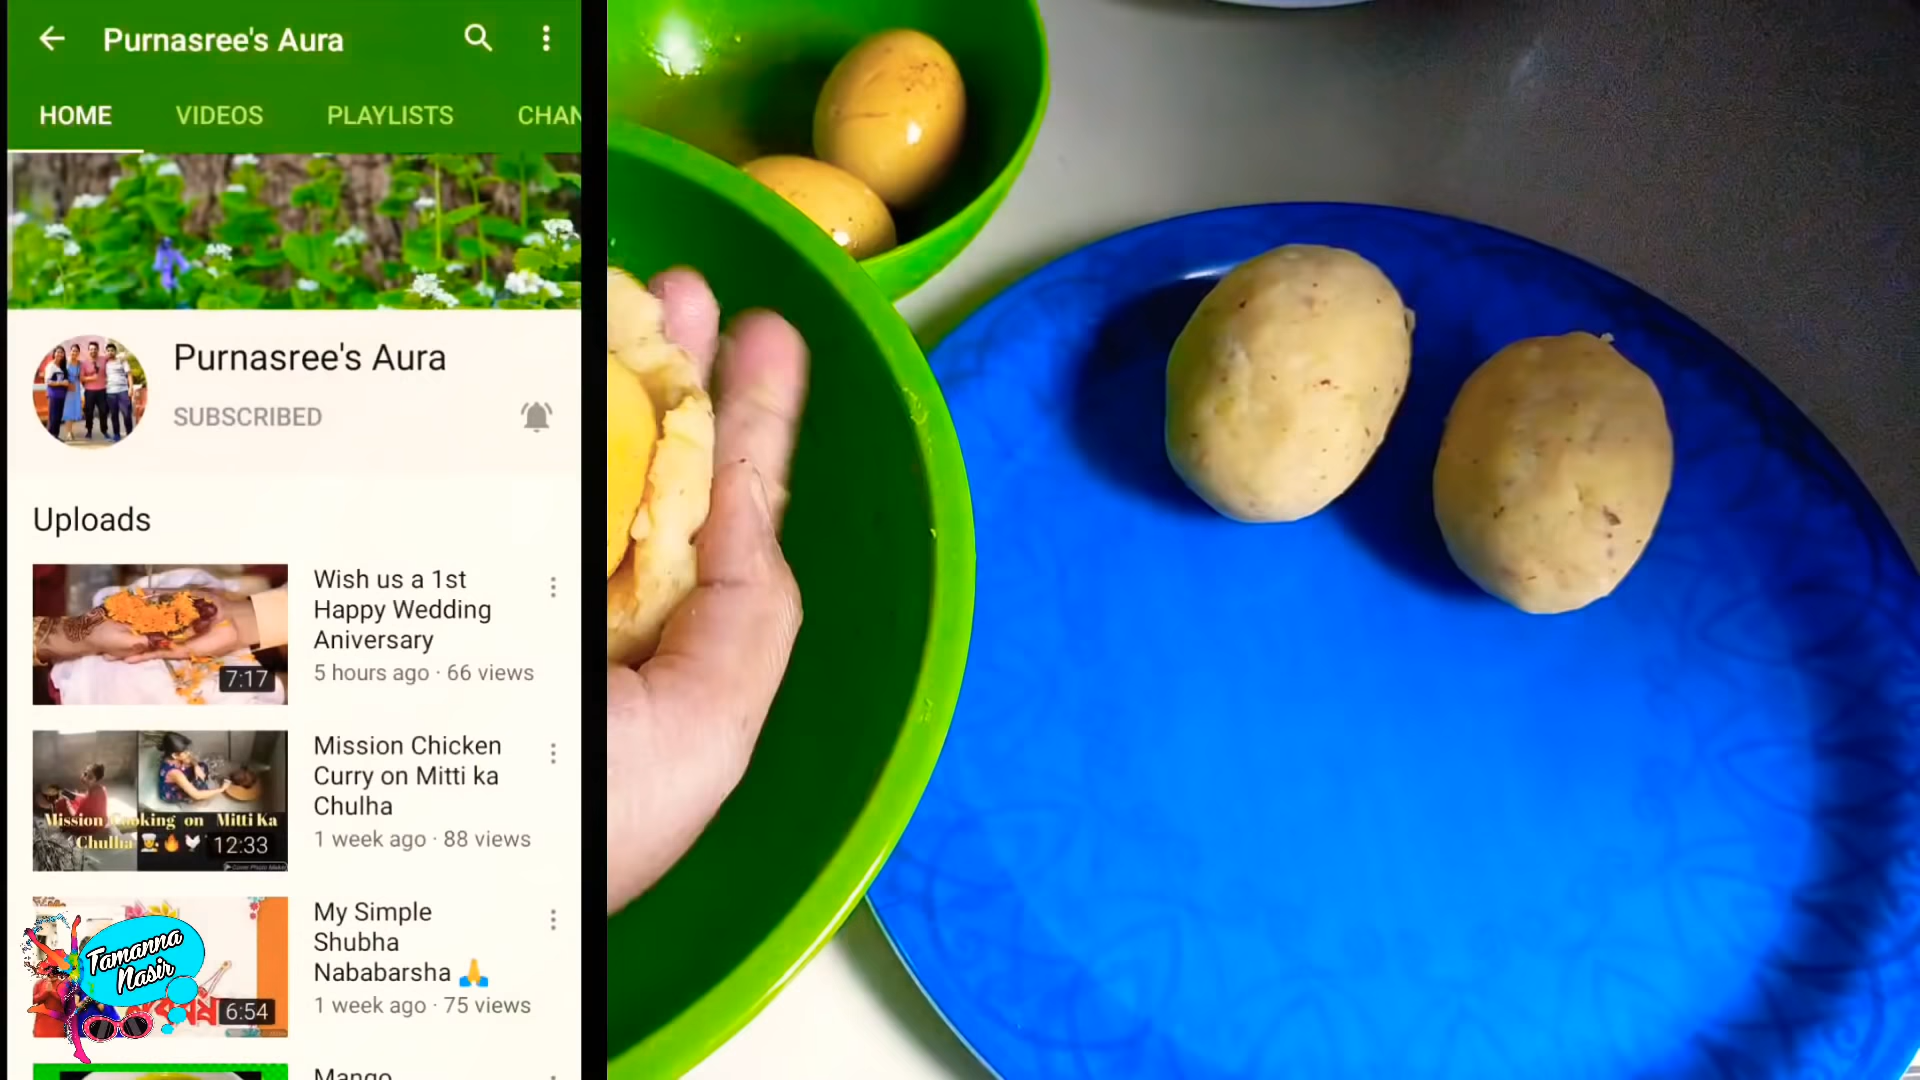 Purnasree's Aura
HOME VIDEOS PLAYLISTS CHAN
Purnasree's Aura
SUBSCRIBED
Uploads
Wish us a 1st
Happy Wedding
Aniversary
5 hours ago · 66 views
7:17
Mission Chicken
Curry on Mitti ka
Chulha
1 week ago · 88 views
Mission Cooking on Mitti Ka
Chulha
12:33
My Simple
Shubha
Nababarsha 🙏
1 week ago · 75 views
6:54
Tamanna
Nasir
Mango